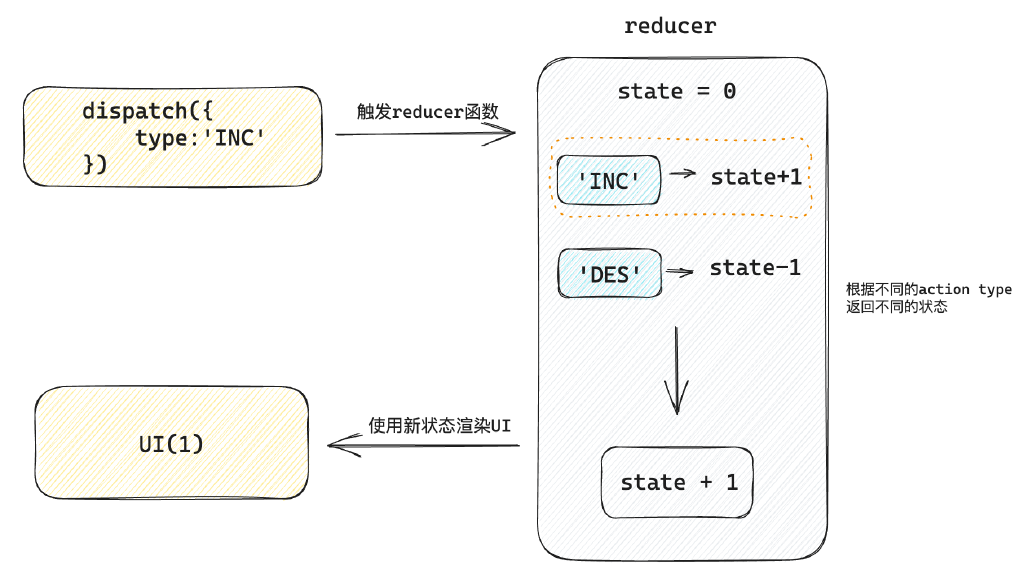 reducer
dispatch({
    type:'INC'
})
触发reducer函数
state = 0
'INC'
state+1
'DES'
state-1
根据不同的action type
返回不同的状态
state + 1
使用新状态渲染UI
UI(1)